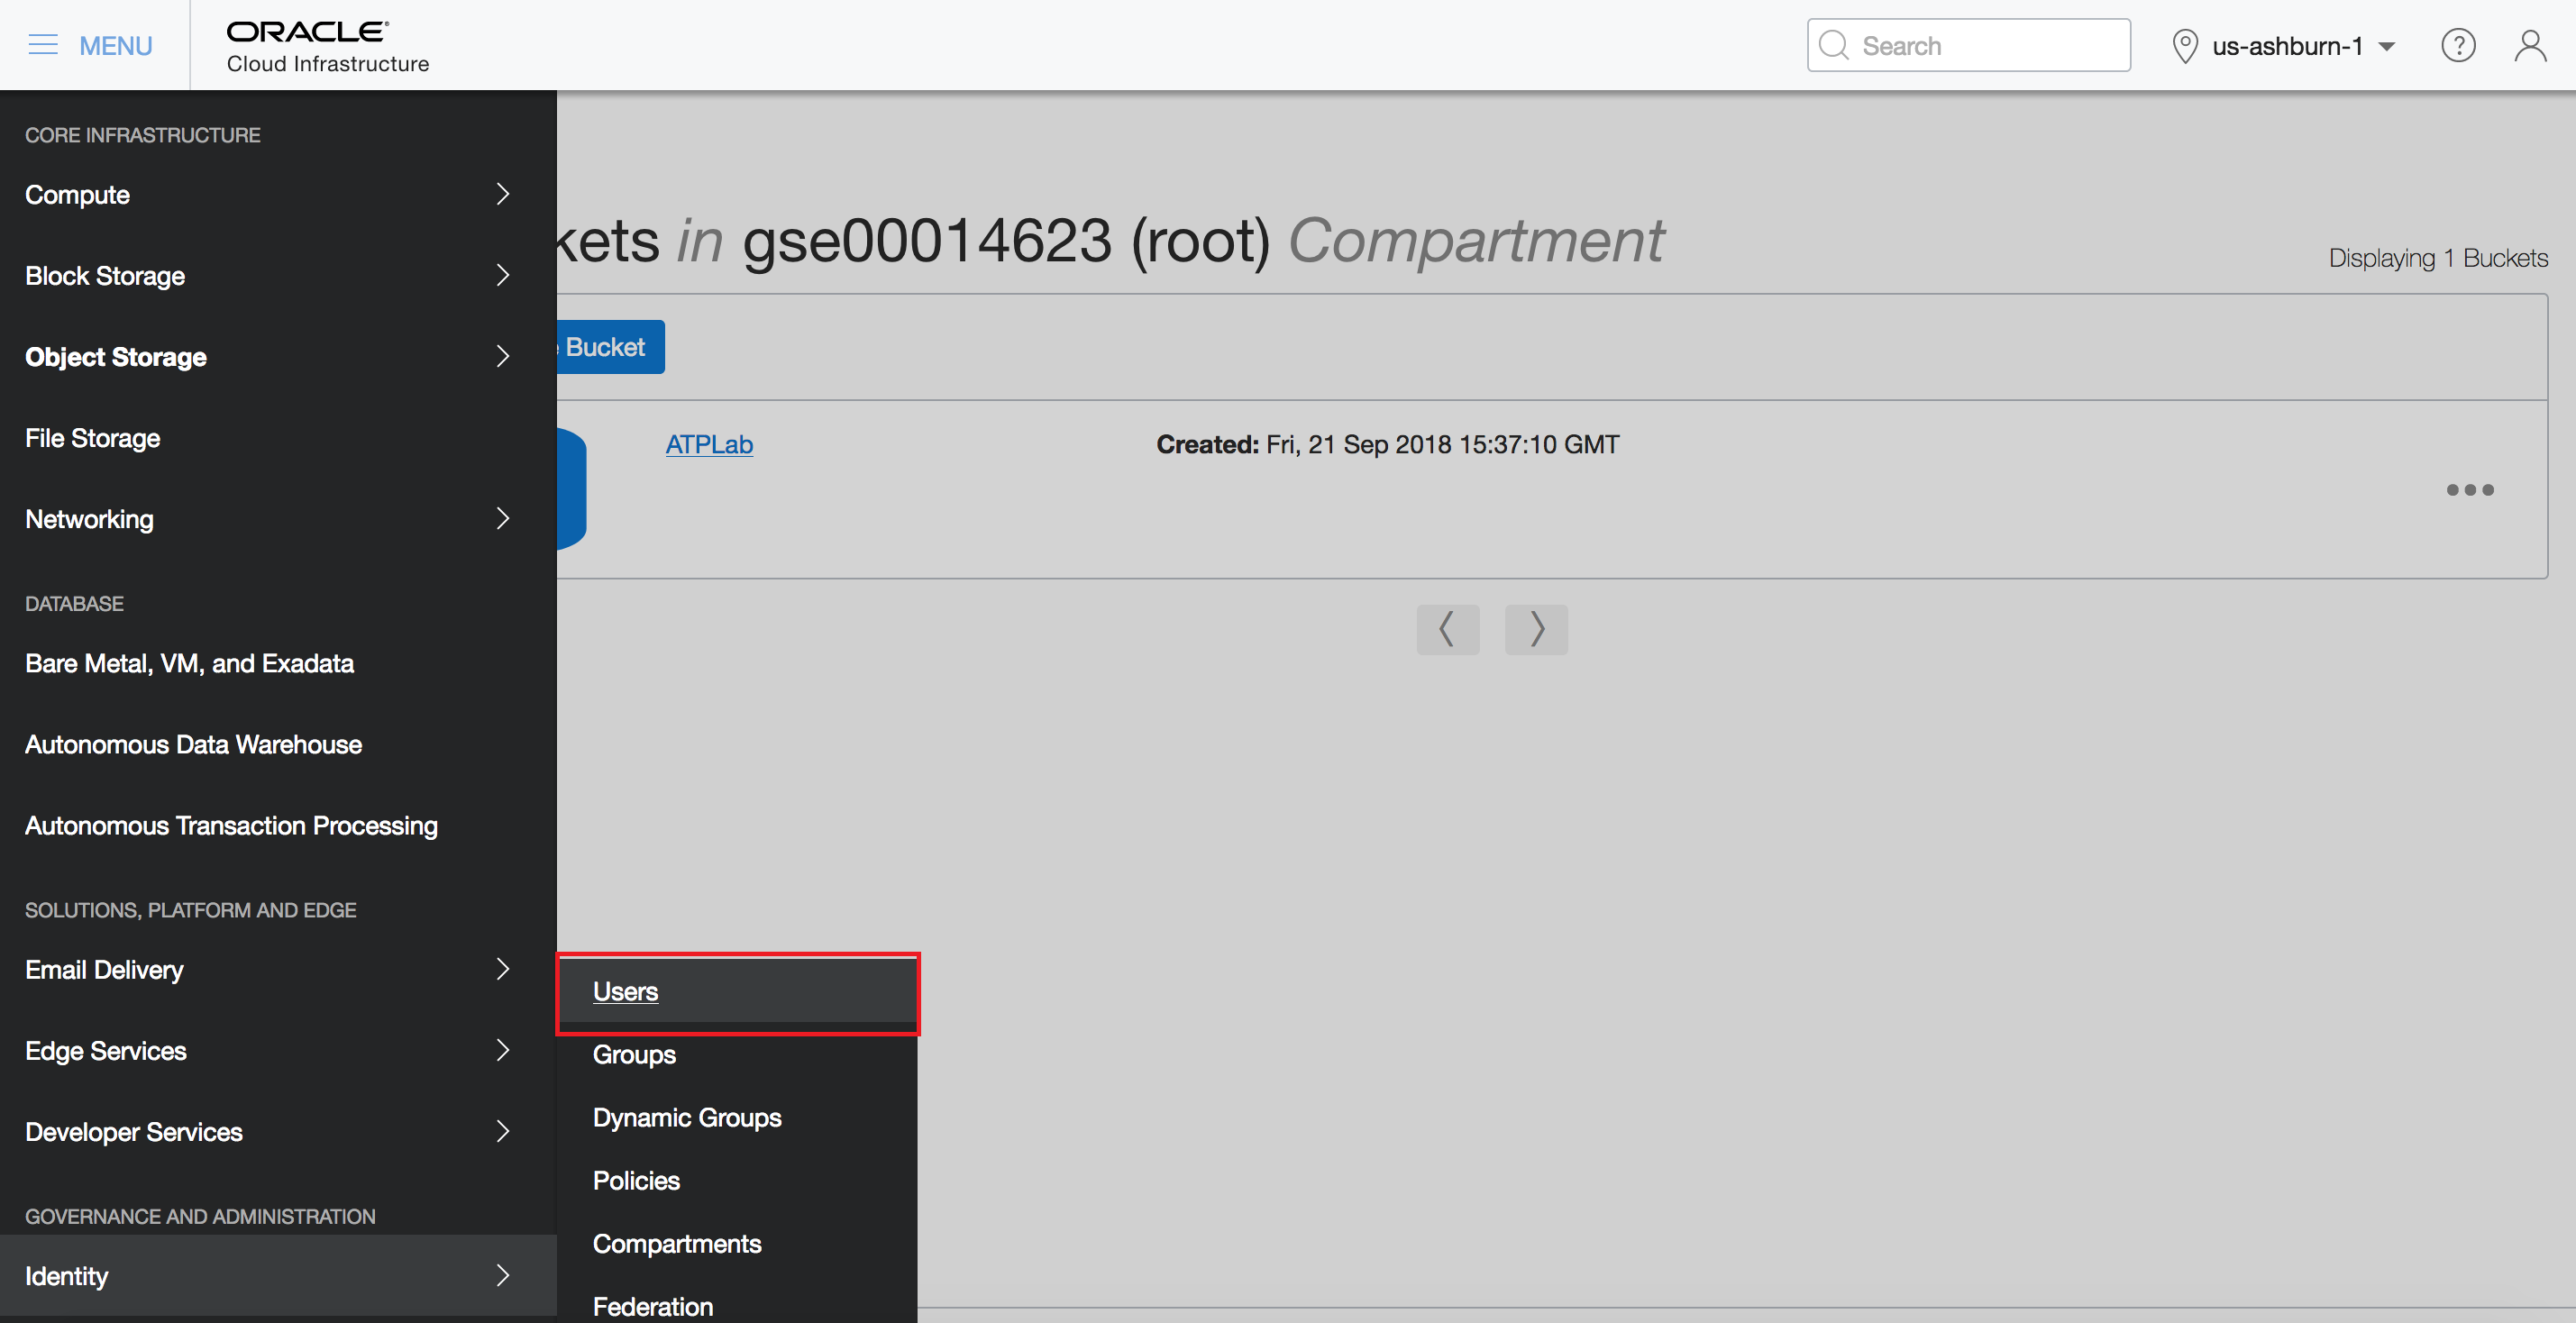 MENU
ORACLE®
Cloud Infrastructure
Search
us-ashburn-1
?
CORE INFRASTRUCTURE
Compute
Block Storage
Object Storage
File Storage
Networking
DATABASE
Bare Metal, VM, and Exadata
Autonomous Data Warehouse
Autonomous Transaction Processing
SOLUTIONS, PLATFORM AND EDGE
Email Delivery
Edge Services
Developer Services
GOVERNANCE AND ADMINISTRATION
Identity
Users
Groups
Dynamic Groups
Policies
Compartments
Federation
kets in gse00014623 (root) Compartment
Displaying 1 Buckets
e Bucket
ATPLab
Created: Fri, 21 Sep 2018 15:37:10 GMT